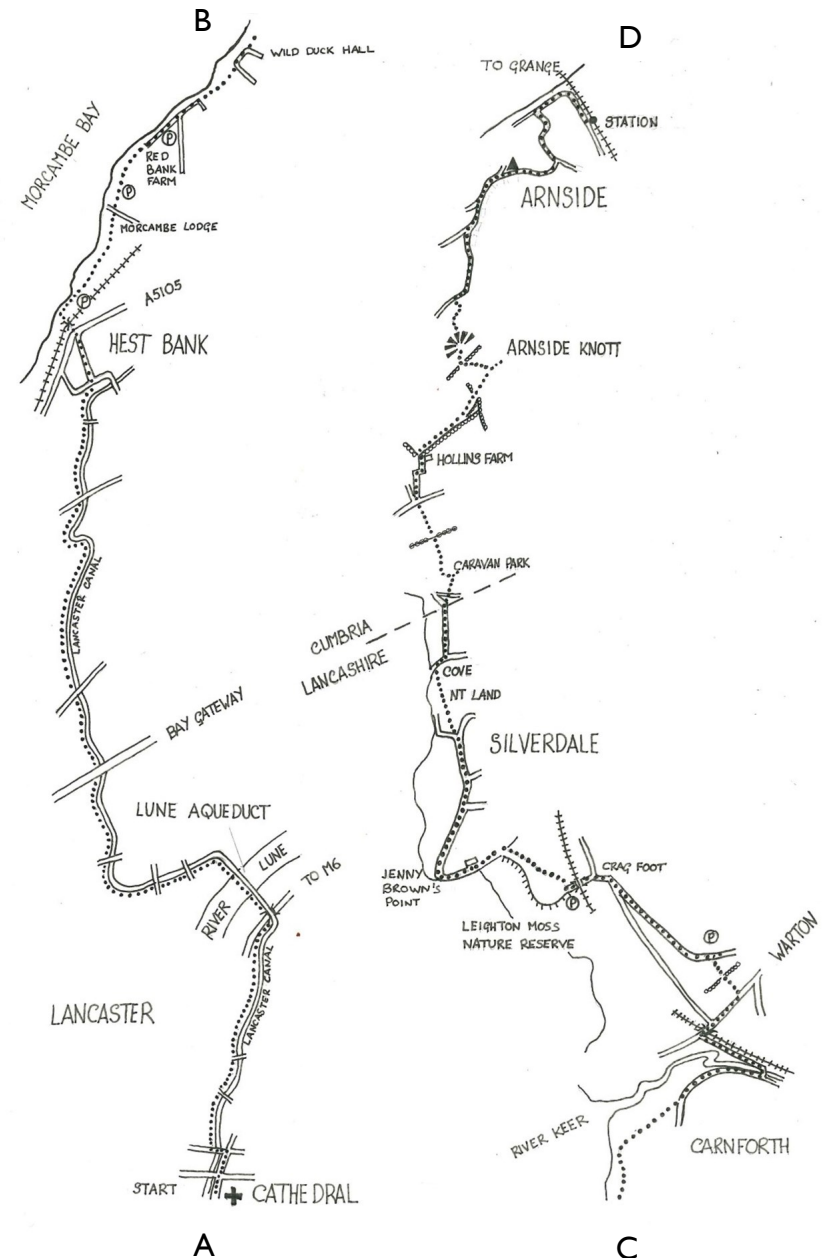 B
WILD DUCK HALL
MORCAMBE BAY
P
RED
BANK
FARM
P
MORCAMBE LODGE
P
A5105
HEST BANK
LANCASTER CANAL
BAY GATEWAY
LUNE AQUEDUCT
RIVER
LUNE
TO M6
LANCASTER CANAL
LANCASTER
START
CATHEDRAL
A
D
TO GRANGE
STATION
ARNSIDE
ARNSIDE KNOTT
HOLLINS FARM
CARAVAN PARK
CUMBRIA
LANCASHIRE
COVE
NT LAND
SILVERDALE
JENNY
BROWN'S
POINT
CRAG FOOT
P
LEIGHTON MOSS
NATURE RESERVE
P
WARTON
RIVER KEER
CARNFORTH
C